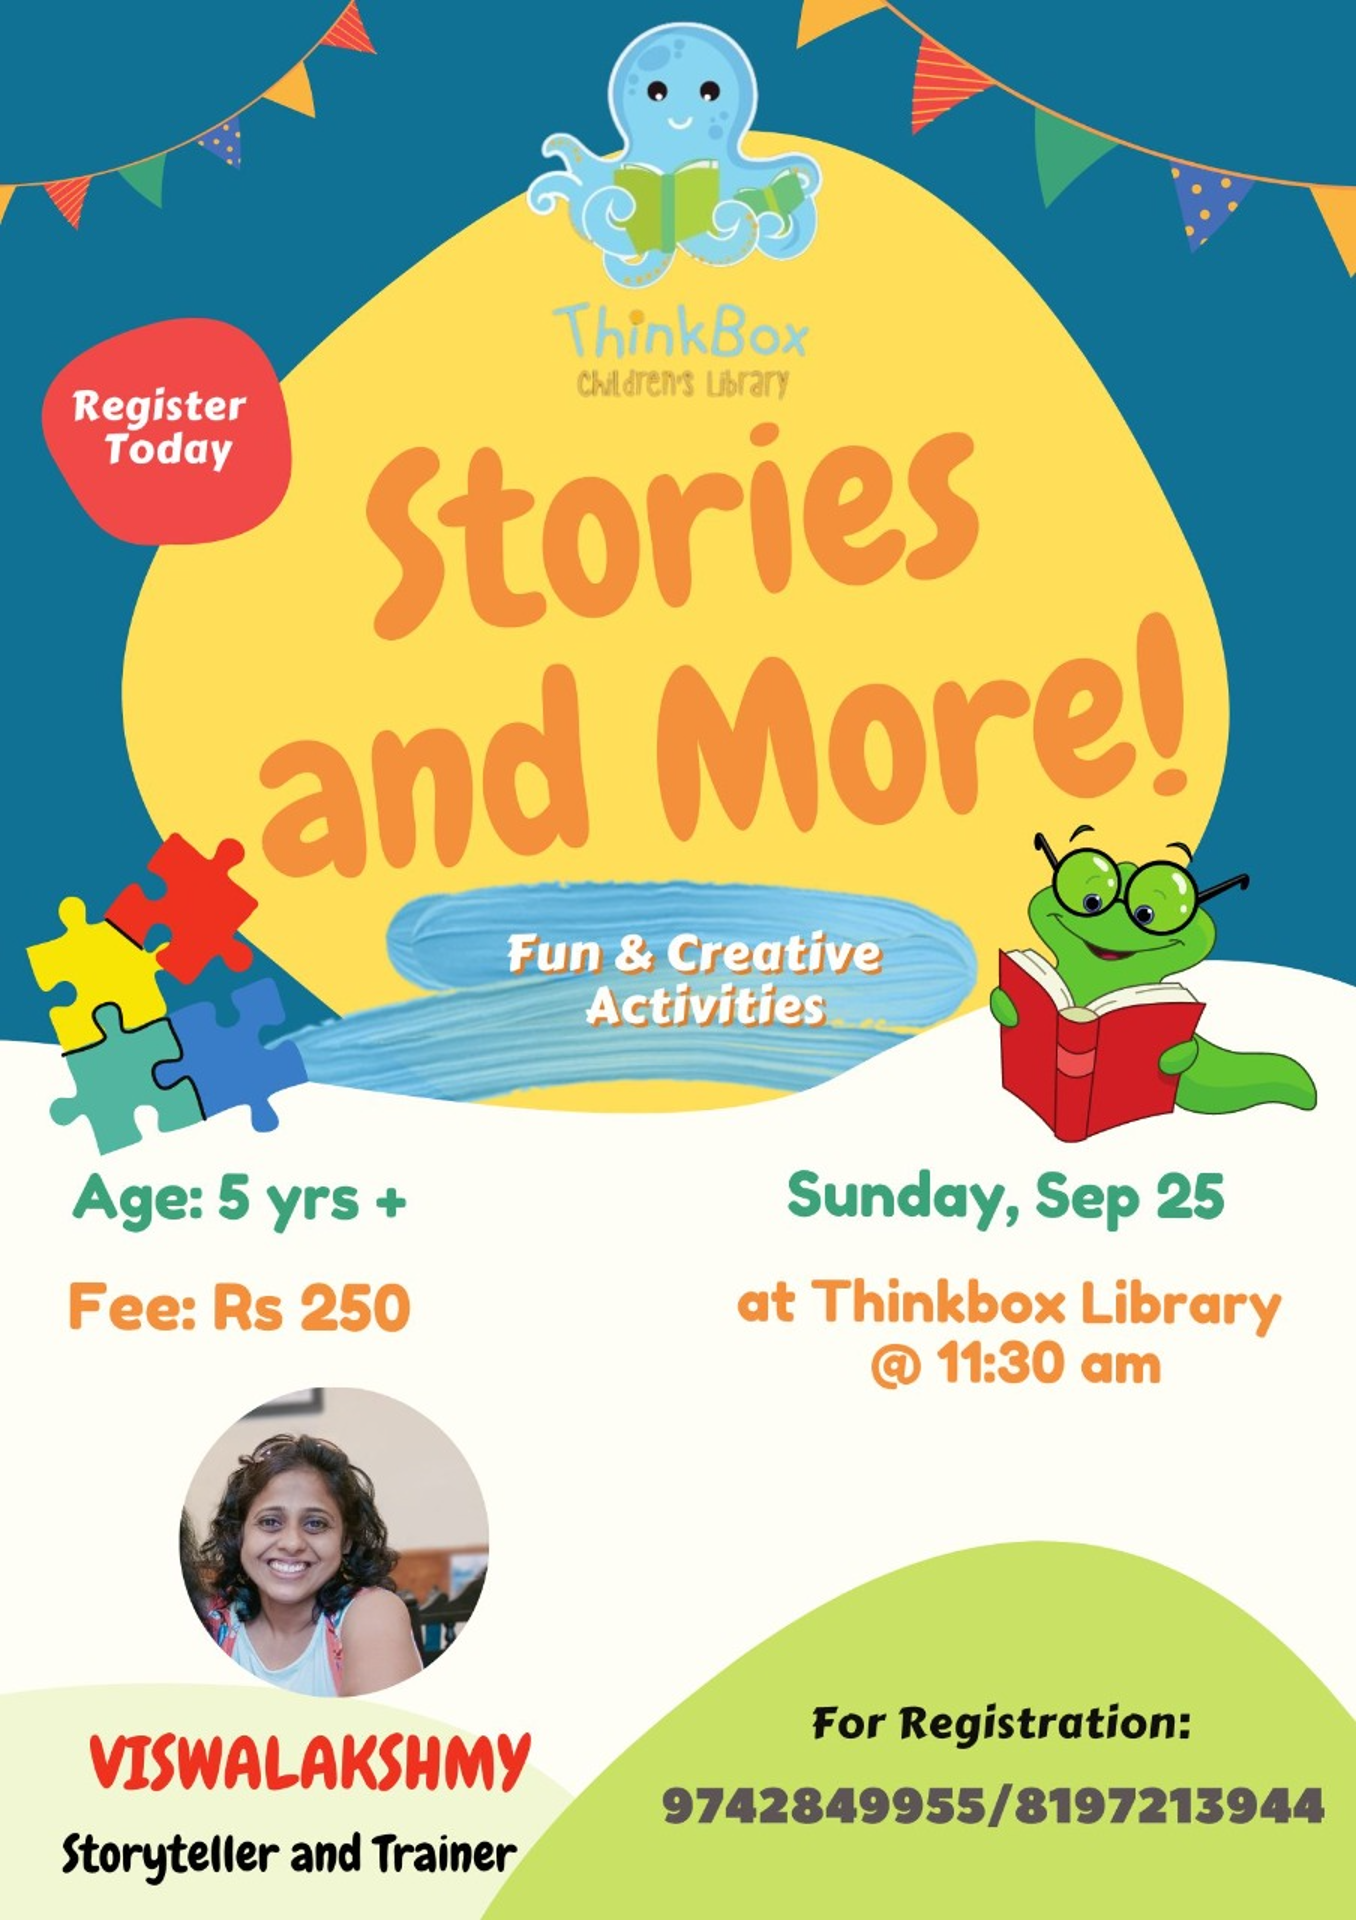 ThinkBox
Children's Library
Register
Today
Stories
and More!
Fun & Creative
Activities
Age: 5 yrs +
Fee: Rs 250
Sunday, Sep 25
at Thinkbox Library
@ 11:30 am
VISWALAKSHMY
Storyteller and Trainer
For Registration:
9742849955/8197213944